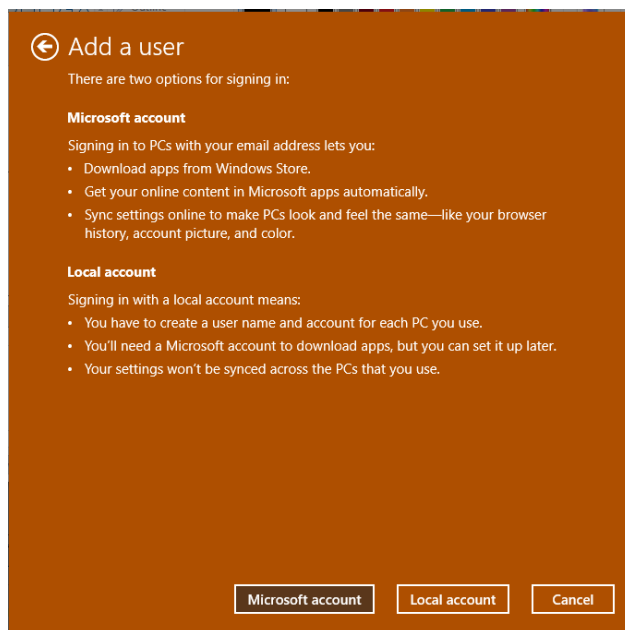 Add a user
There are two options for signing in:
Microsoft account
Signing in to PCs with your email address lets you:
• Download apps from Windows Store.
• Get your online content in Microsoft apps automatically.
• Sync settings online to make PCs look and feel the same—like your browser
history, account picture, and color.
Local account
Signing in with a local account means:
• You have to create a user name and account for each PC you use.
• You'll need a Microsoft account to download apps, but you can set it up later.
• Your settings won't be synced across the PCs that you use.
Microsoft account Local account Cancel